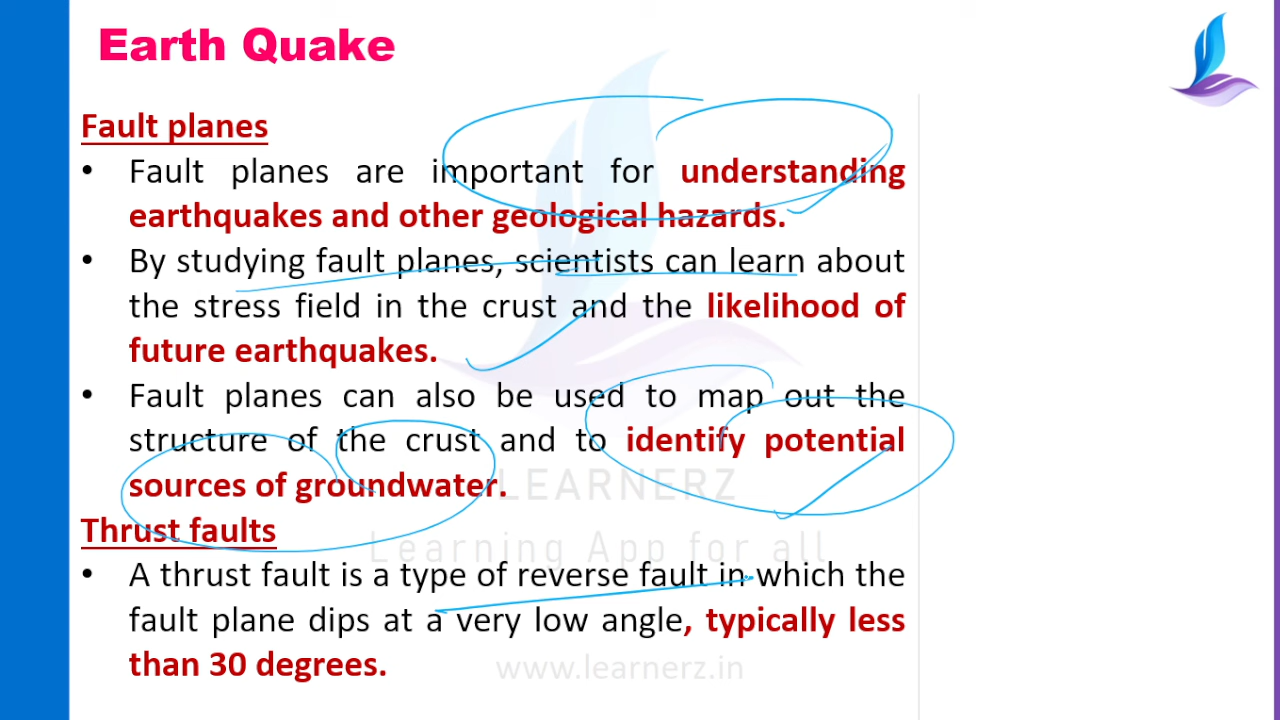 Earth Quake
Fault planes
• Fault planes are important for understanding
earthquakes and other geological hazards.
• By studying fault planes, scientists can learn about
the stress field in the crust and the likelihood of
future earthquakes.
• Fault planes can also be used to map out the
structure of the crust and to identify potential
sources of groundwater.
LEARNERZ
Thrust faults
Learning App for all
• A thrust fault is a type of reverse fault in which the
fault plane dips at a very low angle, typically less
than 30 degrees.
www.learnerz.in